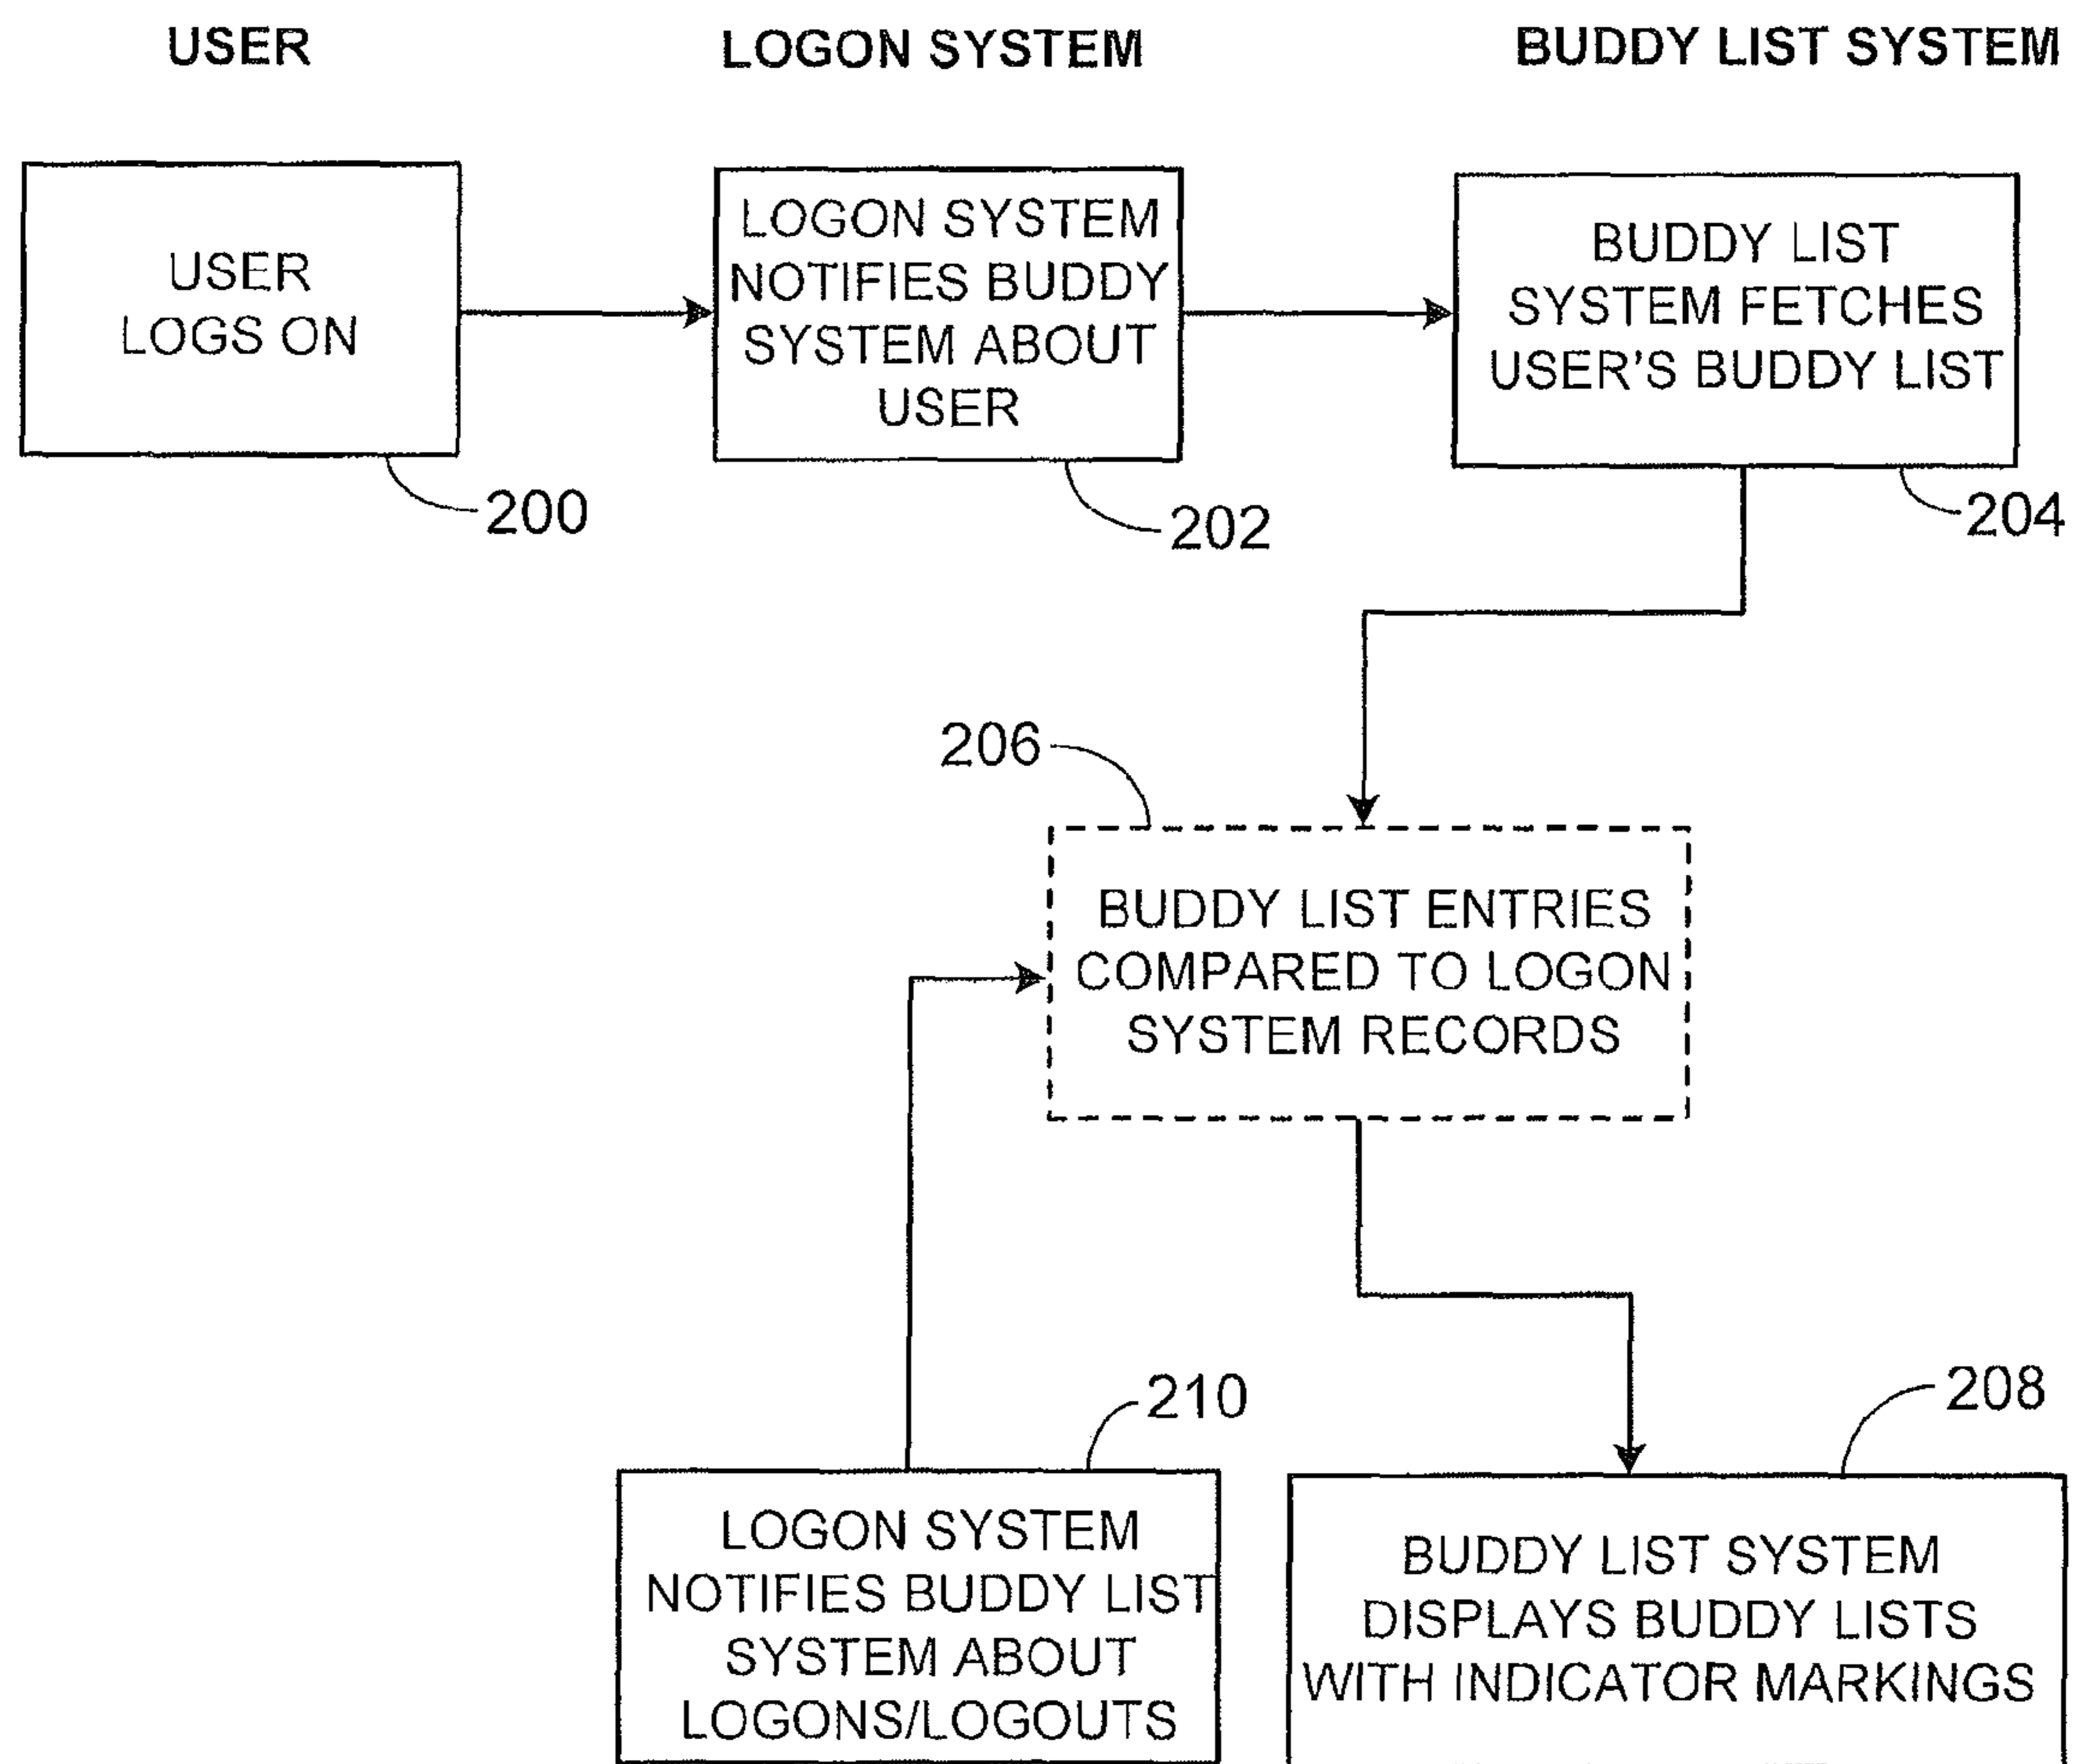 USER
LOGON SYSTEM
BUDDY LIST SYSTEM
USER
LOGS ON
200
LOGON SYSTEM
NOTIFIES BUDDY
SYSTEM ABOUT
USER
202
BUDDY LIST
SYSTEM FETCHES
USER'S BUDDY LIST
204
206
BUDDY LIST ENTRIES
COMPARED TO LOGON
SYSTEM RECORDS
210
LOGON SYSTEM
NOTIFIES BUDDY LIST
SYSTEM ABOUT
LOGONS/LOGOUTS
208
BUDDY LIST SYSTEM
DISPLAYS BUDDY LISTS
WITH INDICATOR MARKINGS